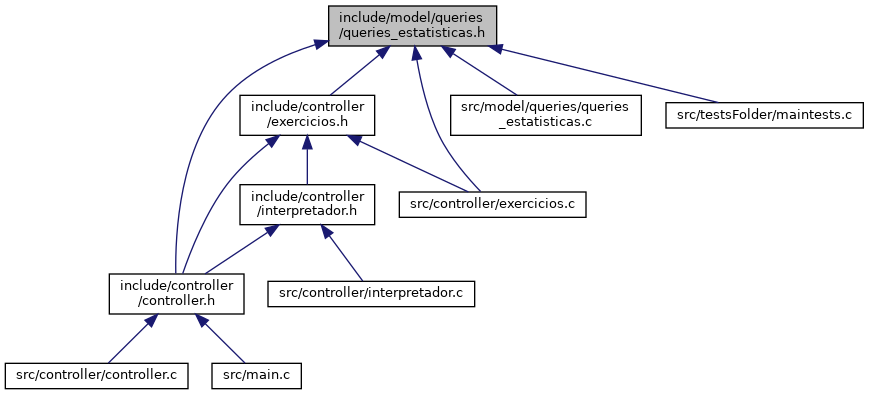 include/model/queries
/queries_estatisticas.h
include/controller
/exercicios.h
src/model/queries/queries
_estatisticas.c
src/testsFolder/maintests.c
include/controller
/interpretador.h
src/controller/exercicios.c
include/controller
/controller.h
src/controller/interpretador.c
src/controller/controller.c
src/main.c